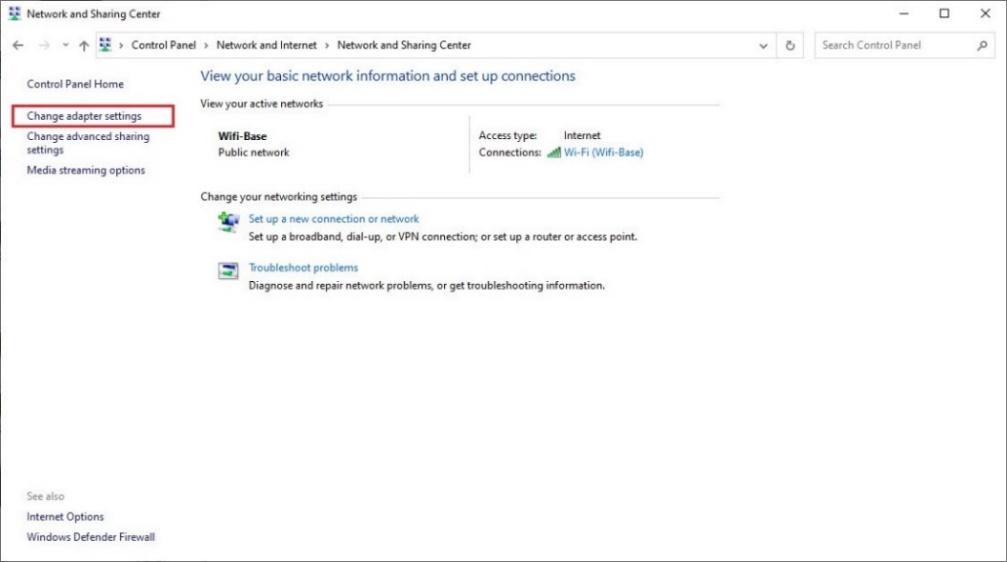 Network and Sharing Center
Control Panel > Network and Internet > Network and Sharing Center
Search Control Panel
Control Panel Home
Change adapter settings
Change advanced sharing
settings
Media streaming options
View your basic network information and set up connections
View your active networks
Wifi-Base
Public network
Access type: Internet
Connections: Wi-Fi (Wifi-Base)
Change your networking settings
Set up a new connection or network
Set up a broadband, dial-up, or VPN connection; or set up a router or access point.
Troubleshoot problems
Diagnose and repair network problems, or get troubleshooting information.
See also
Internet Options
Windows Defender Firewall